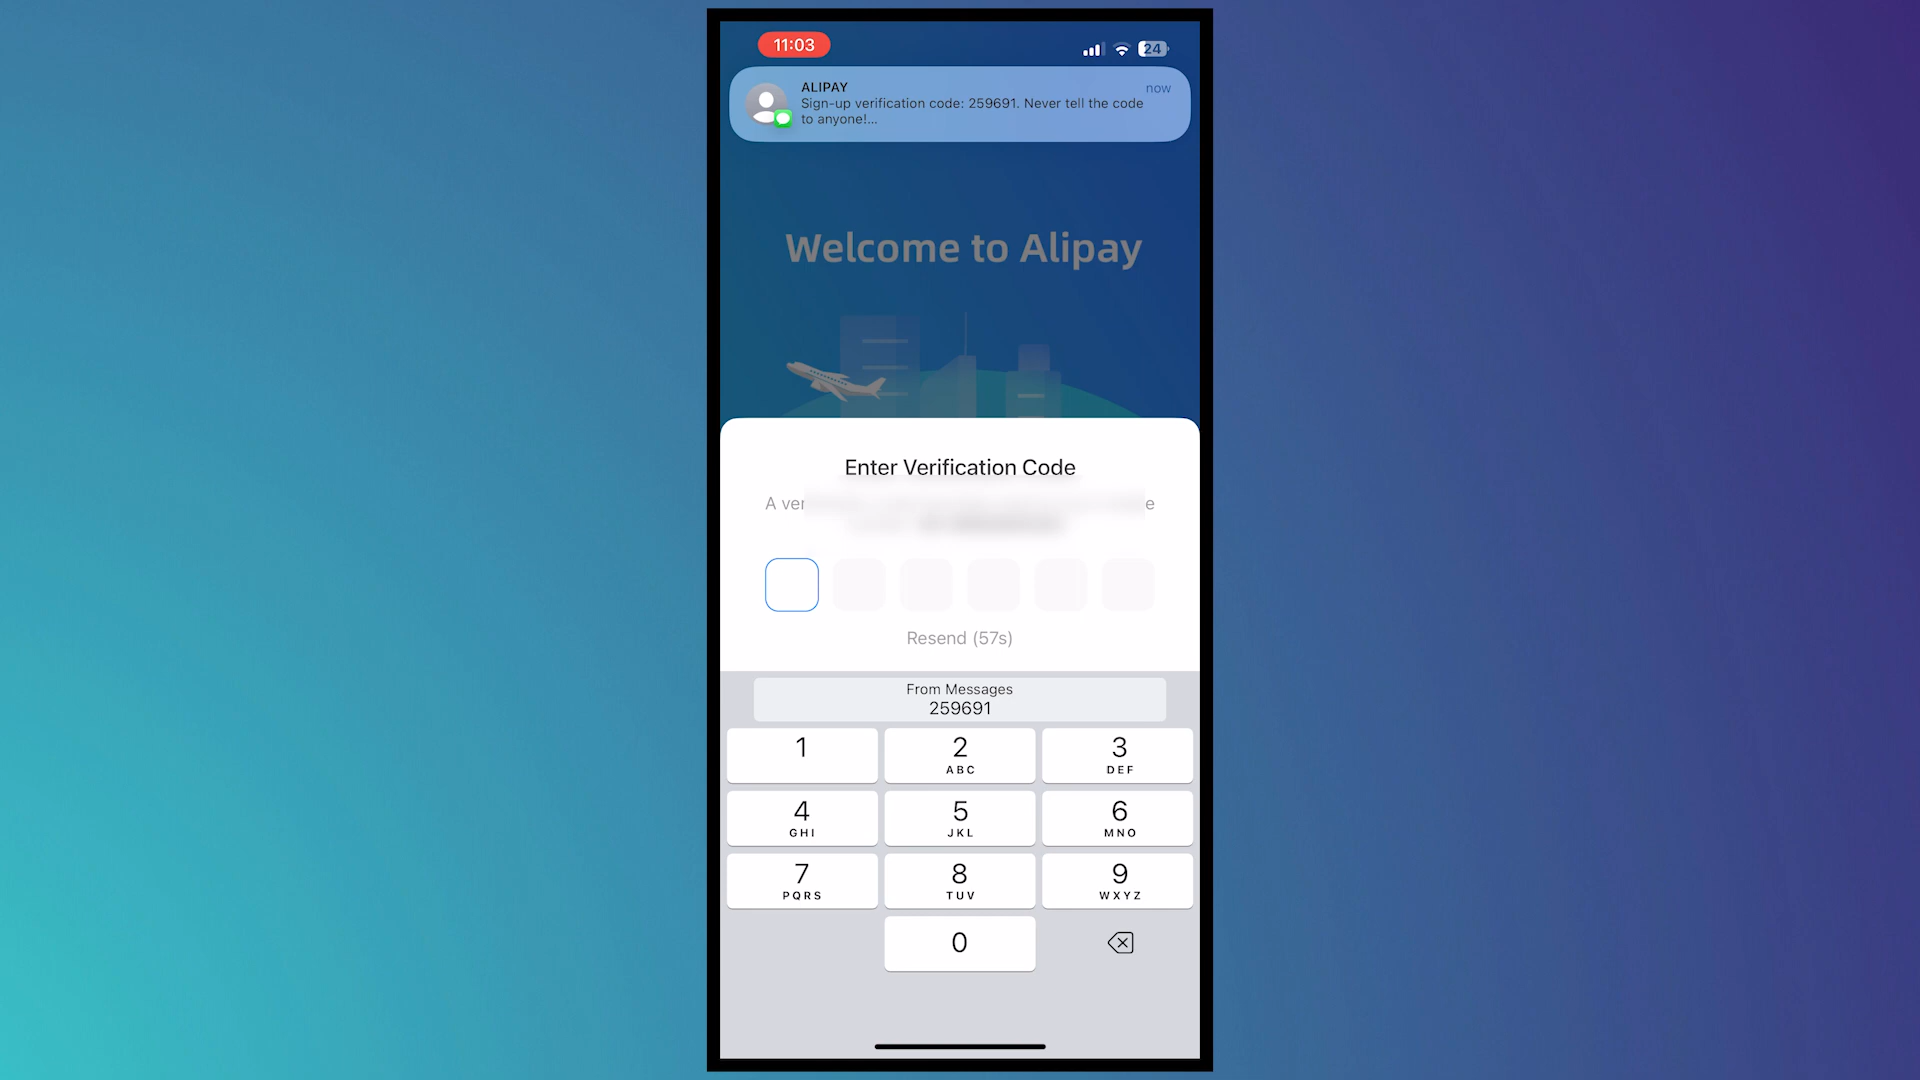 11:03
24
ALIPAY
now
Sign-up verification code: 259691. Never tell the code
to anyone!...
Welcome to Alipay
Enter Verification Code
A
Resend (57s)
From Messages
259691
1
2
ABC
3
DEF
4
GHI
5
JKL
6
MNO
7
PQRS
8
TUV
9
WXYZ
0